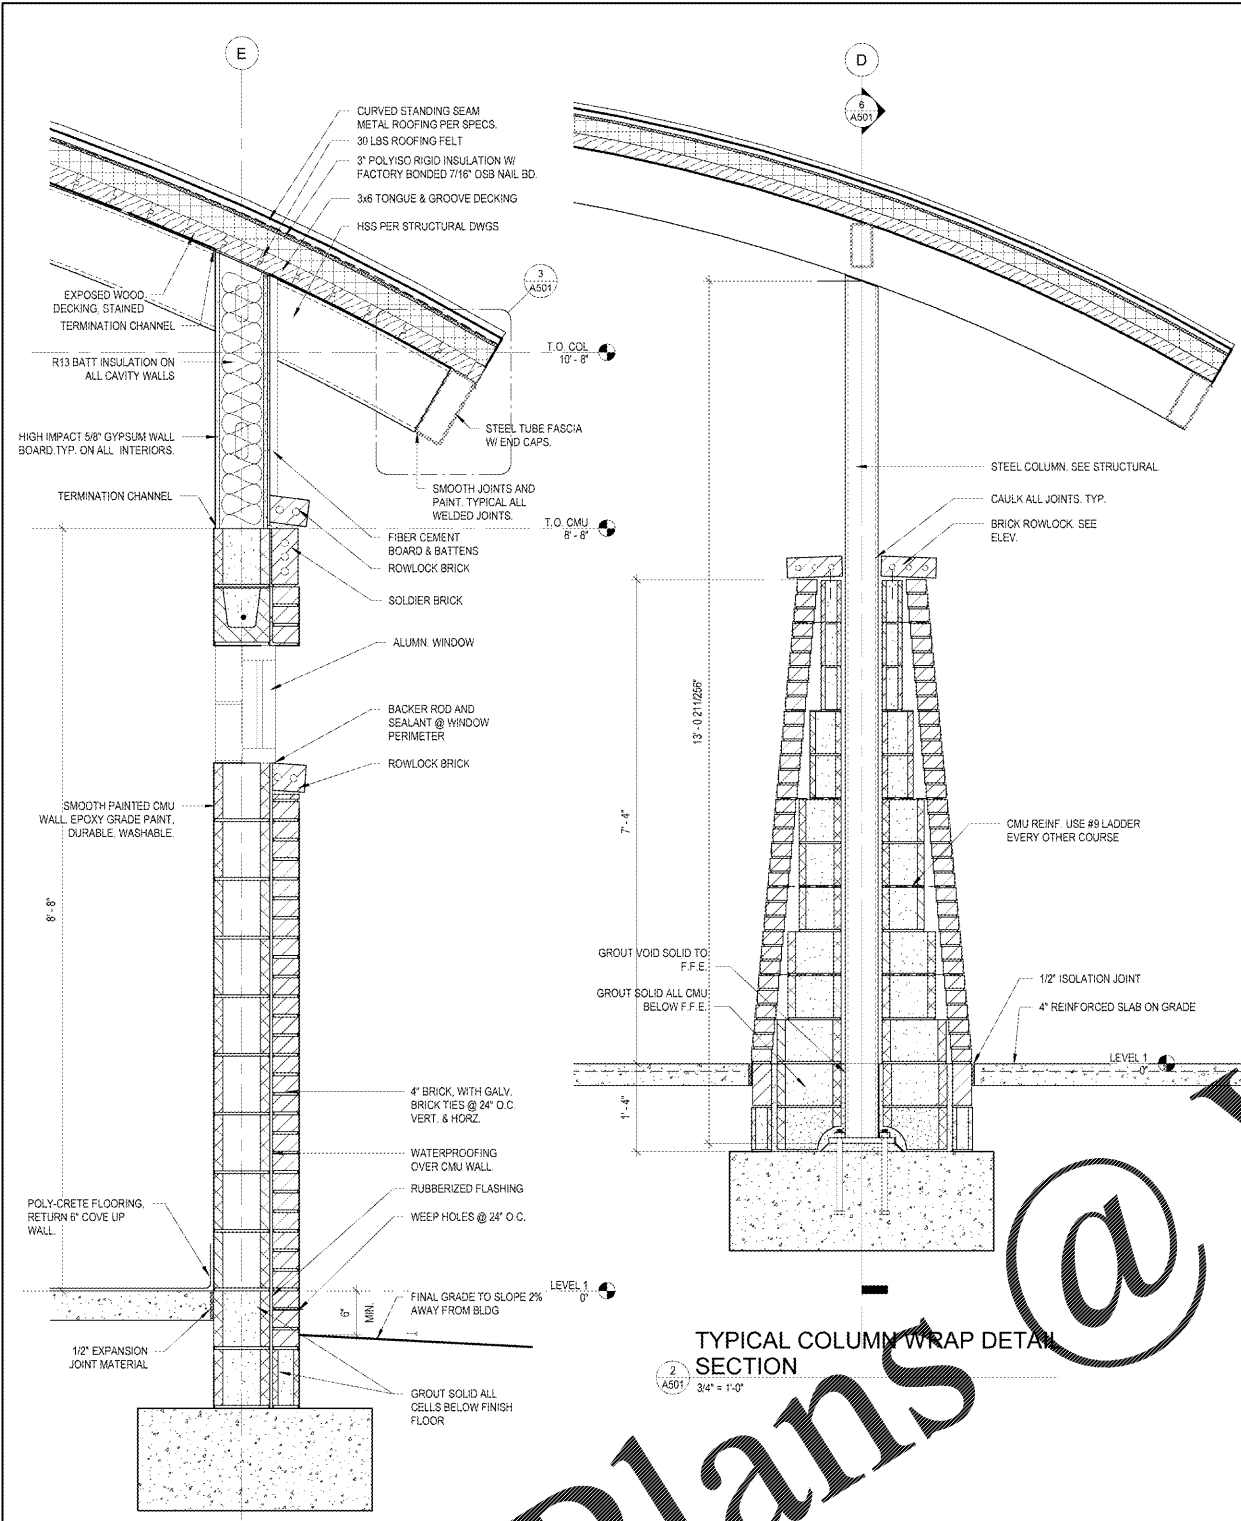 E
CURVED STANDING SEAM
METAL ROOFING PER SPECS.
30 LBS ROOFING FELT
3" POLYISO RIGID INSULATION W/
FACTORY BONDED 7/16" OSB NAIL BD.
3x6 TONGUE & GROOVE DECKING
HSS PER STRUCTURAL DWGS
3
A501
EXPOSED WOOD
DECKING, STAINED
TERMINATION CHANNEL
T.O. COL
10' - 8"
R13 BATT INSULATION ON
ALL CAVITY WALLS
STEEL TUBE FASCIA
W/ END CAPS.
HIGH IMPACT 5/8" GYPSUM WALL
BOARD.TYP. ON ALL INTERIORS.
SMOOTH JOINTS AND
PAINT. TYPICAL ALL
WELDED JOINTS.
TERMINATION CHANNEL
T.O. CMU
8' - 8"
FIBER CEMENT
BOARD & BATTENS
ROWLOCK BRICK
SOLDIER BRICK
ALUMN. WINDOW
BACKER ROD AND
SEALANT @ WINDOW
PERIMETER
ROWLOCK BRICK
SMOOTH PAINTED CMU
WALL. EPOXY GRADE PAINT,
DURABLE, WASHABLE.
8' - 8"
4" BRICK, WITH GALV.
BRICK TIES @ 24" O.C.
VERT. & HORZ.
WATERPROOFING
OVER CMU WALL.
RUBBERIZED FLASHING
POLY-CRETE FLOORING,
RETURN 6" COVE UP
WALL.
WEEP HOLES @ 24" O.C.
LEVEL 1
0"
6"
MIN.
FINAL GRADE TO SLOPE 2%
AWAY FROM BLDG
1/2" EXPANSION
JOINT MATERIAL
GROUT SOLID ALL
CELLS BELOW FINISH
FLOOR
D
6
A501
STEEL COLUMN. SEE STRUCTURAL.
CAULK ALL JOINTS. TYP.
BRICK ROWLOCK. SEE
ELEV.
13' - 0 211/256"
7' - 4"
CMU REINF. USE #9 LADDER
EVERY OTHER COURSE
GROUT VOID SOLID TO
F.F.E.
GROUT SOLID ALL CMU
BELOW F.F.E.
1/2" ISOLATION JOINT
4" REINFORCED SLAB ON GRADE
LEVEL 1
0"
1' - 4"
TYPICAL COLUMN WRAP DETAIL
SECTION
2
A501
3/4" = 1'-0"
Plans @